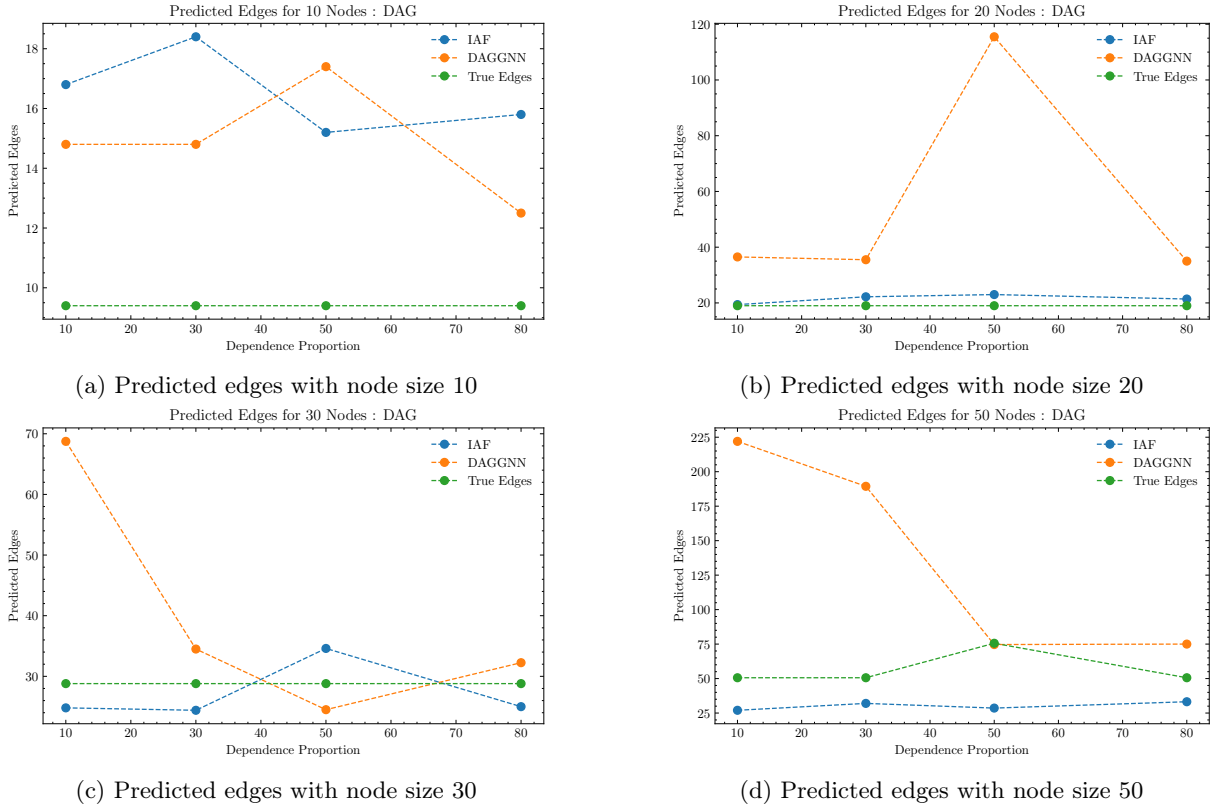 Predicted Edges for 10 Nodes : DAG
IAF
DAGGNN
True Edges
Predicted Edges
18
16
14
12
10
10 20 30 40 50 60 70 80
Dependence Proportion
(a) Predicted edges with node size 10
Predicted Edges for 20 Nodes : DAG
IAF
DAGGNN
True Edges
Predicted Edges
120
100
80
60
40
20
10 20 30 40 50 60 70 80
Dependence Proportion
(b) Predicted edges with node size 20
Predicted Edges for 30 Nodes : DAG
IAF
DAGGNN
True Edges
Predicted Edges
70
60
50
40
30
10 20 30 40 50 60 70 80
Dependence Proportion
(c) Predicted edges with node size 30
Predicted Edges for 50 Nodes : DAG
IAF
DAGGNN
True Edges
Predicted Edges
225
200
175
150
125
100
75
50
25
10 20 30 40 50 60 70 80
Dependence Proportion
(d) Predicted edges with node size 50